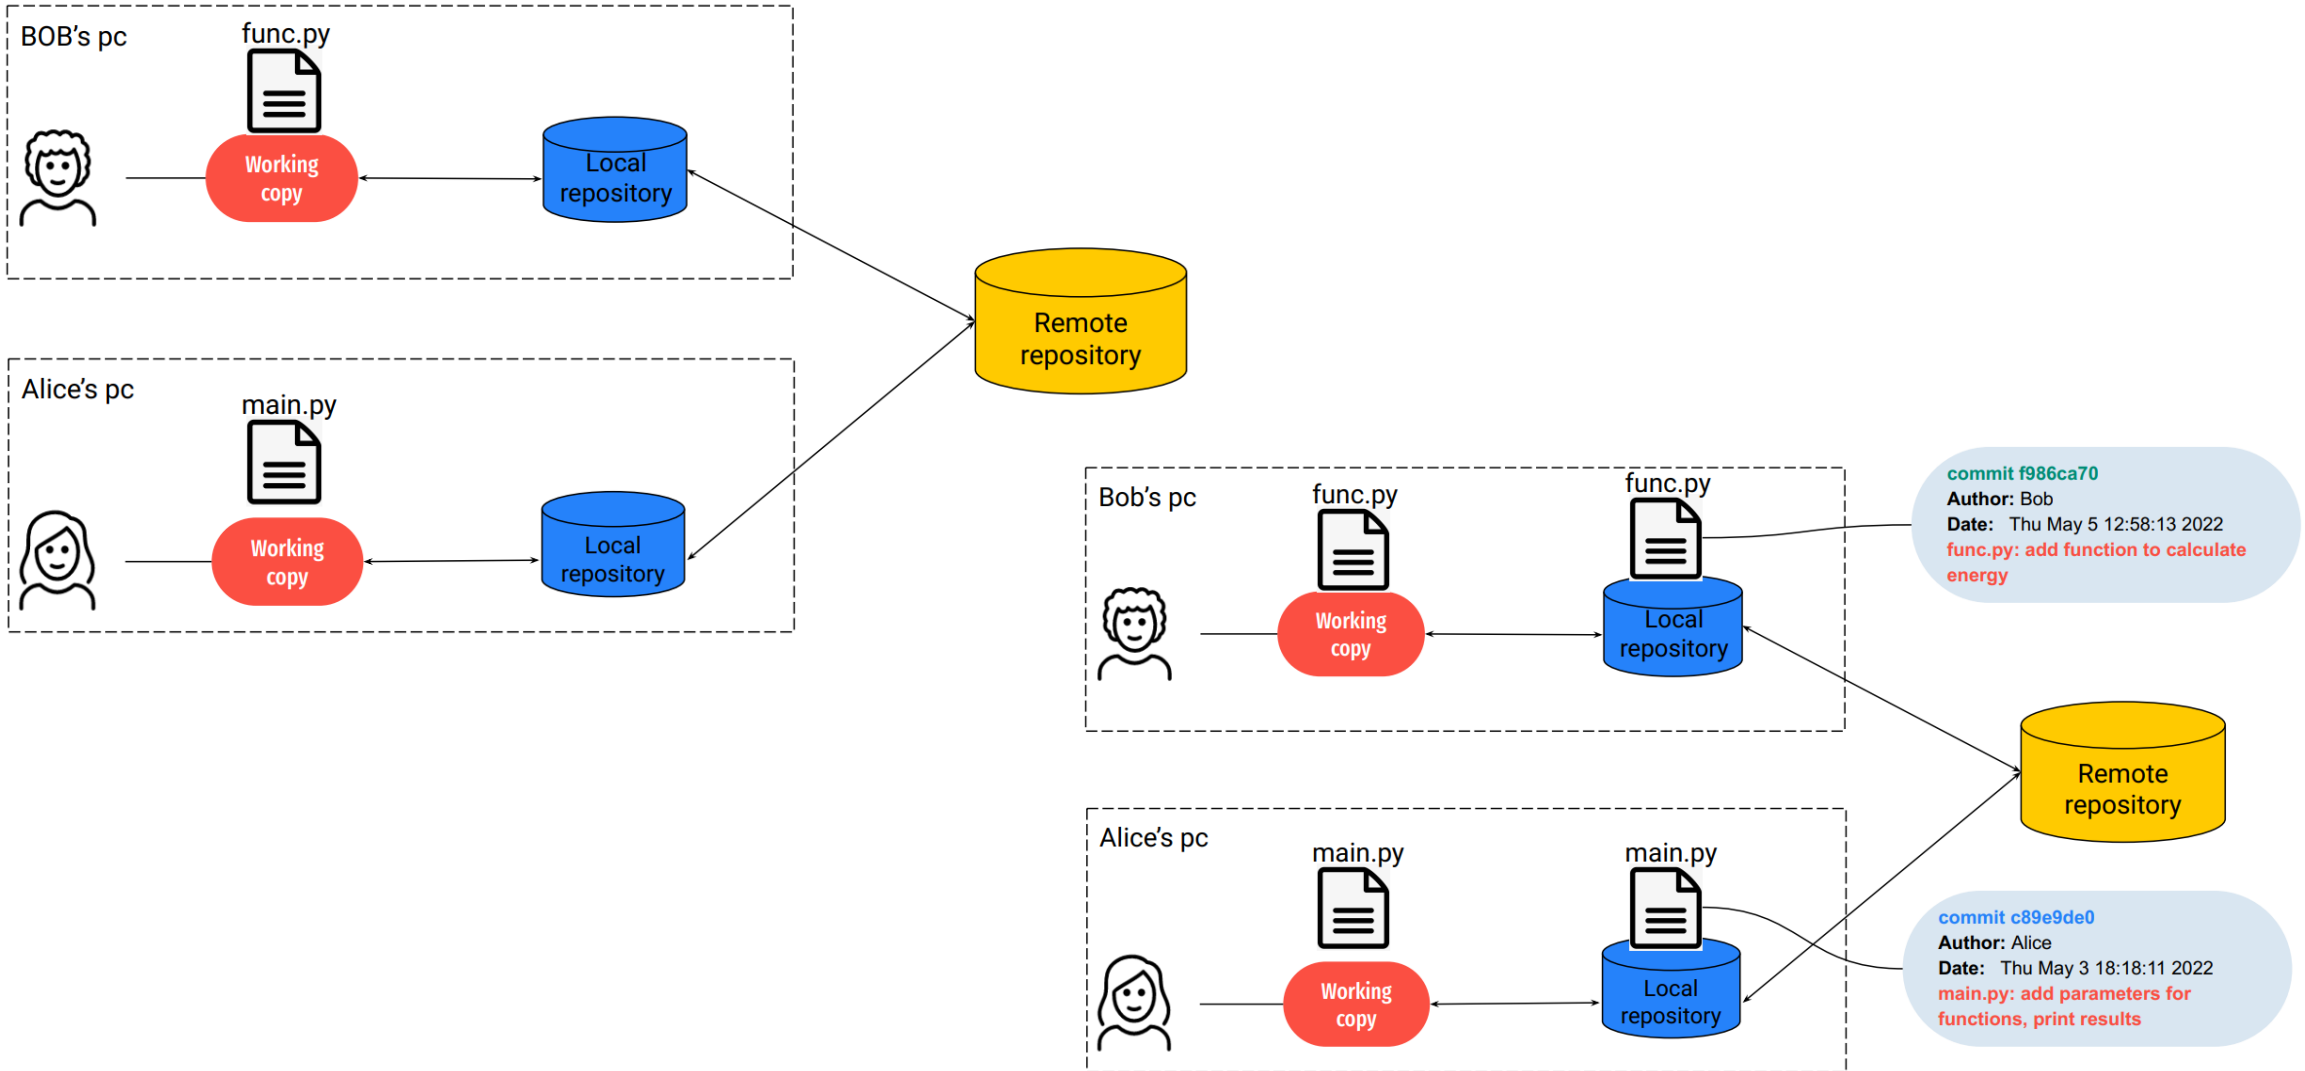 BOB’s pc
func.py
Working
copy
Local
repository
Remote
repository
Alice’s pc
main.py
Working
copy
Local
repository
Bob’s pc
func.py
func.py
Working
copy
Local
repository
commit f986ca70
Author: Bob
Date: Thu May 5 12:58:13 2022
func.py: add function to calculate
energy
Remote
repository
Alice’s pc
main.py
main.py
Working
copy
Local
repository
commit c89e9de0
Author: Alice
Date: Thu May 3 18:18:11 2022
main.py: add parameters for
functions, print results